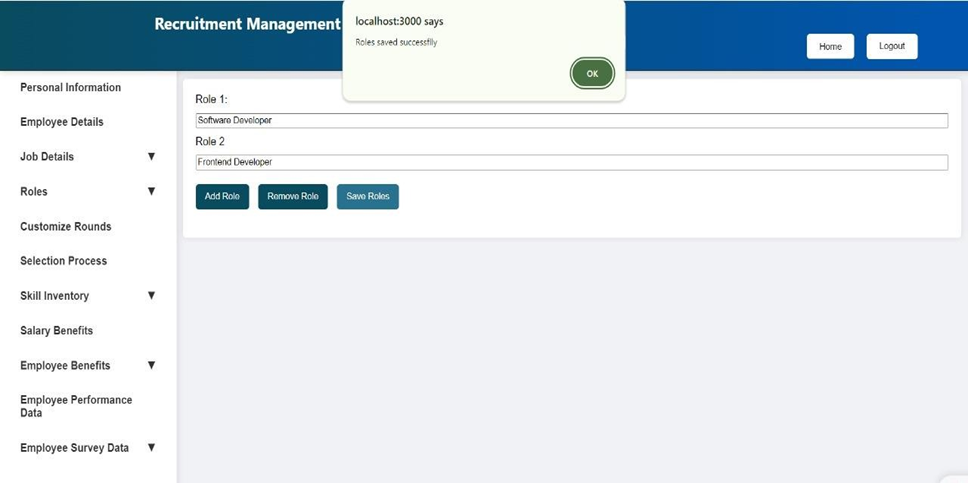 Recruitment Management
localhost:3000 says
Roles saved successfily
OK
Home
Logout
Personal Information
Employee Details
Job Details ▼
Roles ▼
Customize Rounds
Selection Process
Skill Inventory ▼
Salary Benefits
Employee Benefits ▼
Employee Performance
Data
Employee Survey Data ▼
Role 1:
Software Developer
Role 2
Frontend Developer
Add Role
Remove Role
Save Roles